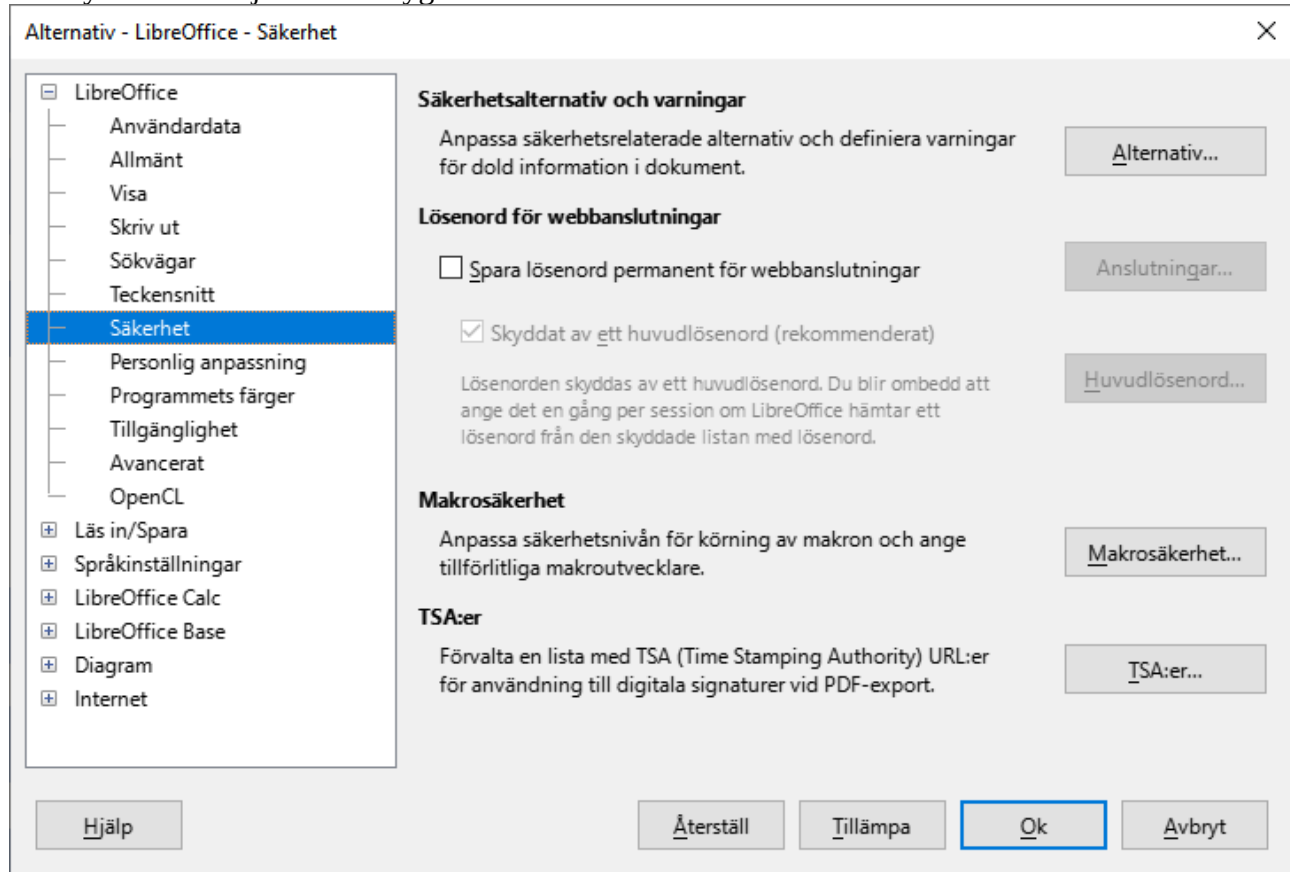 Alternativ - LibreOffice - Säkerhet
LibreOffice
Användardata
Allmänt
Visa
Skriv ut
Sökvägar
Teckensnitt
Säkerhet
Personlig anpassning
Programmets färger
Tillgänglighet
Avancerat
OpenCL
Läs in/Spara
Språkinställningar
LibreOffice Calc
LibreOffice Base
Diagram
Internet
Säkerhetsalternativ och varningar
Anpassa säkerhetsrelaterade alternativ och definiera varningar
för dold information i dokument.
Alternativ...
Lösenord för webbanslutningar
Spara lösenord permanent för webbanslutningar
Anslutningar...
Skyddat av ett huvudlösenord (rekommenderat)
Lösenorden skyddas av ett huvudlösenord. Du blir ombedd att
ange det en gång per session om LibreOffice hämtar ett
lösenord från den skyddade listan med lösenord.
Huvudlösenord...
Makrosäkerhet
Anpassa säkerhetsnivån för körning av makron och ange
tillförlitliga makroutvecklare.
Makrosäkerhet...
TSA:er
Förvalta en lista med TSA (Time Stamping Authority) URL:er
för användning till digitala signaturer vid PDF-export.
TSA:er...
Hjälp
Återställ
Tillämpa
Ok
Avbryt